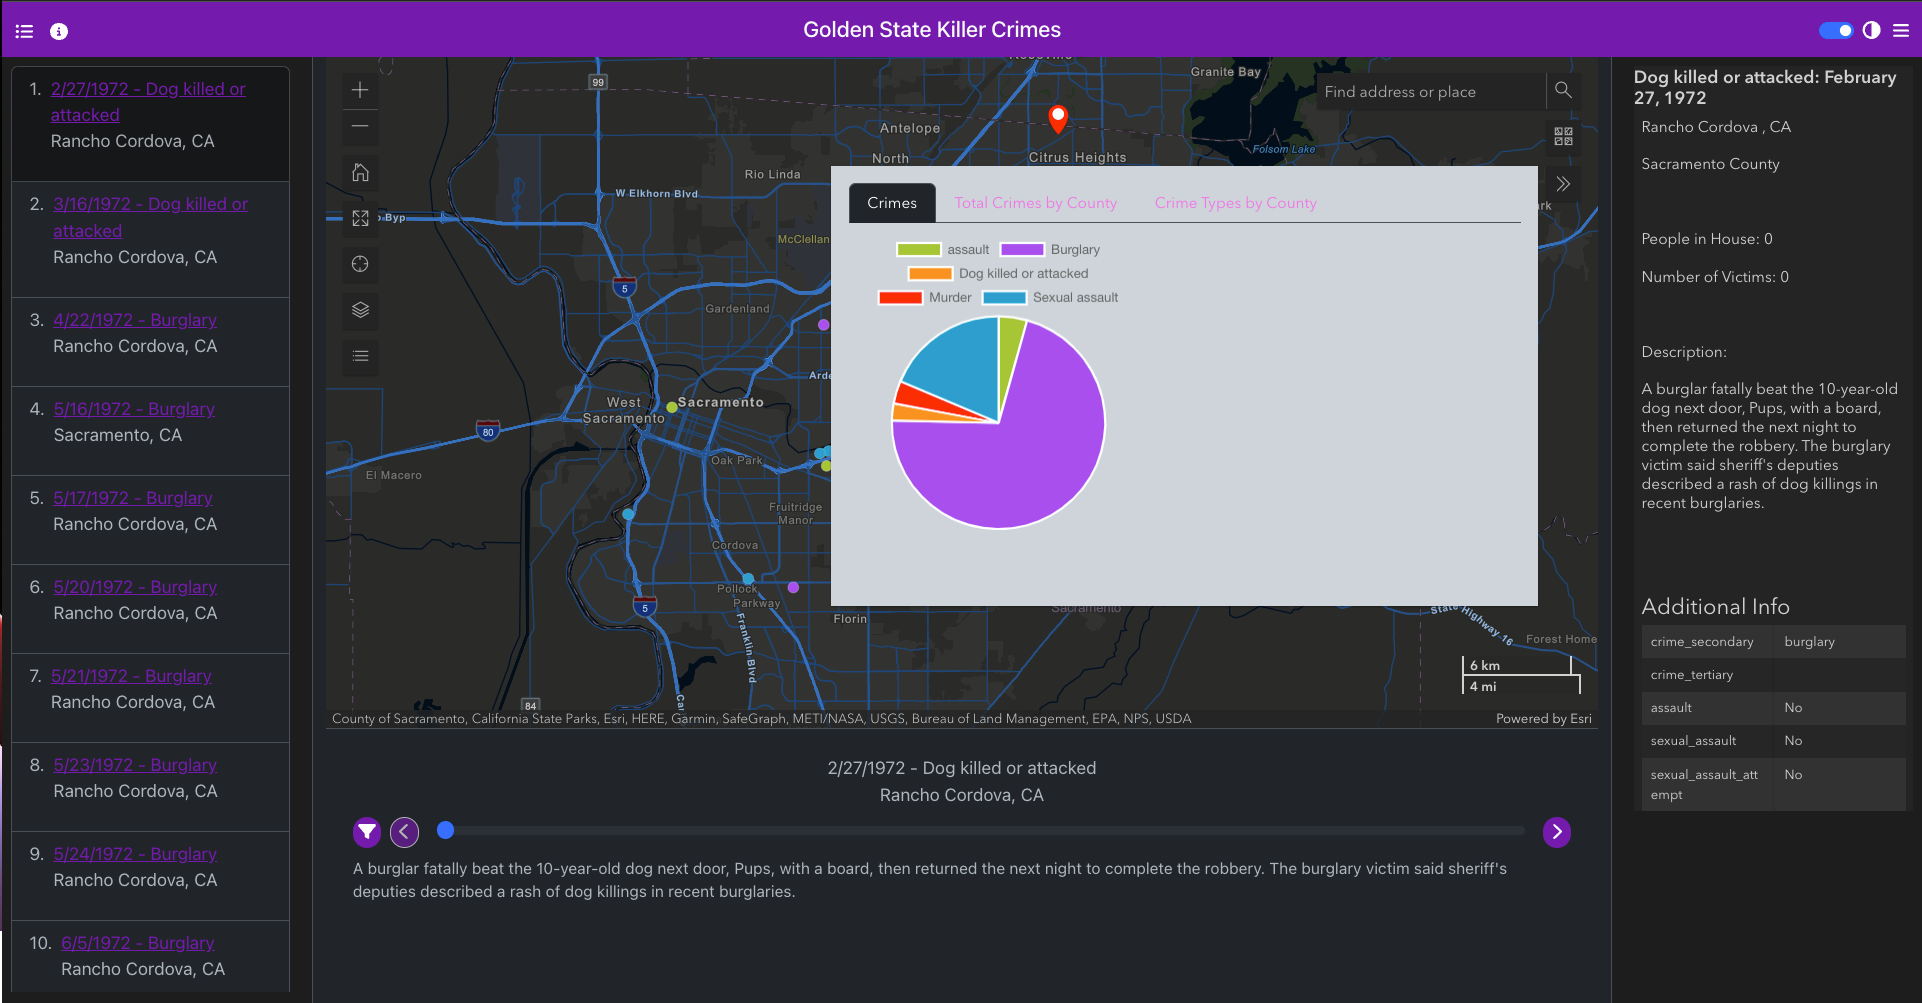 Golden State Killer Crimes
1. 2/27/1972 - Dog killed or
attacked
Rancho Cordova, CA
2. 3/16/1972 - Dog killed or
attacked
Rancho Cordova, CA
3. 4/22/1972 - Burglary
Rancho Cordova, CA
4. 5/16/1972 - Burglary
Sacramento, CA
5. 5/17/1972 - Burglary
Rancho Cordova, CA
6. 5/20/1972 - Burglary
Rancho Cordova, CA
7. 5/21/1972 - Burglary
Rancho Cordova, CA
8. 5/23/1972 - Burglary
Rancho Cordova, CA
9. 5/24/1972 - Burglary
Rancho Cordova, CA
10. 6/5/1972 - Burglary
Rancho Cordova, CA
Granite Bay
99
Find address or place
Antelope
Folsom Lake
North
Citrus Heights
Rio Linda
W Elkhorn Blvd
Byp
McClellan
5
Gardenland
West
Sacramento
Sacramento
80
Oak Park
El Macero
Fruitridge
Manor
Cordova
Pollock
Parkway
5
Florin
Franklin Blvd
84
Sacramento
State Highway 16
Forest Home
6 km
4 mi
Crimes
Total Crimes by County
Crime Types by County
assault
Burglary
Dog killed or attacked
Murder
Sexual assault
County of Sacramento, California State Parks, Esri, HERE, Garmin, SafeGraph, METI/NASA, USGS, Bureau of Land Management, EPA, NPS, USDA
Powered by Esri
2/27/1972 - Dog killed or attacked
Rancho Cordova, CA
A burglar fatally beat the 10-year-old dog next door, Pups, with a board, then returned the next night to complete the robbery. The burglary victim said sheriff's
deputies described a rash of dog killings in recent burglaries.
Dog killed or attacked: February
27, 1972
Rancho Cordova , CA
Sacramento County
People in House: 0
Number of Victims: 0
Description:
A burglar fatally beat the 10-year-old
dog next door, Pups, with a board,
then returned the next night to
complete the robbery. The burglary
victim said sheriff's deputies
described a rash of dog killings in
recent burglaries.
Additional Info
crime_secondary burglary
crime_tertiary
assault No
sexual_assault No
sexual_assault_att No
empt